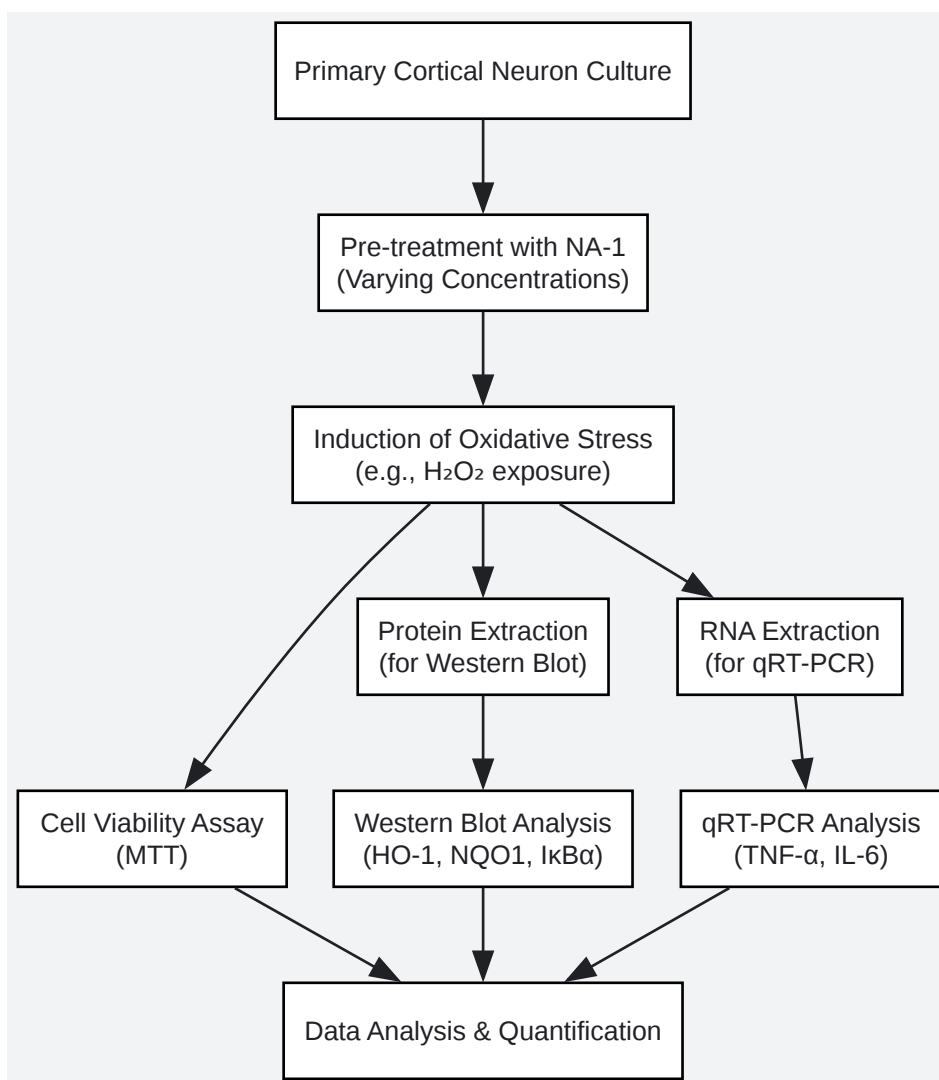 Primary Cortical Neuron Culture
Pre-treatment with NA-1
(Varying Concentrations)
Induction of Oxidative Stress
(e.g., H₂O₂ exposure)
Protein Extraction
(for Western Blot)
RNA Extraction
(for qRT-PCR)
Cell Viability Assay
(MTT)
Western Blot Analysis
(HO-1, NQO1, IκBα)
qRT-PCR Analysis
(TNF-α, IL-6)
Data Analysis & Quantification